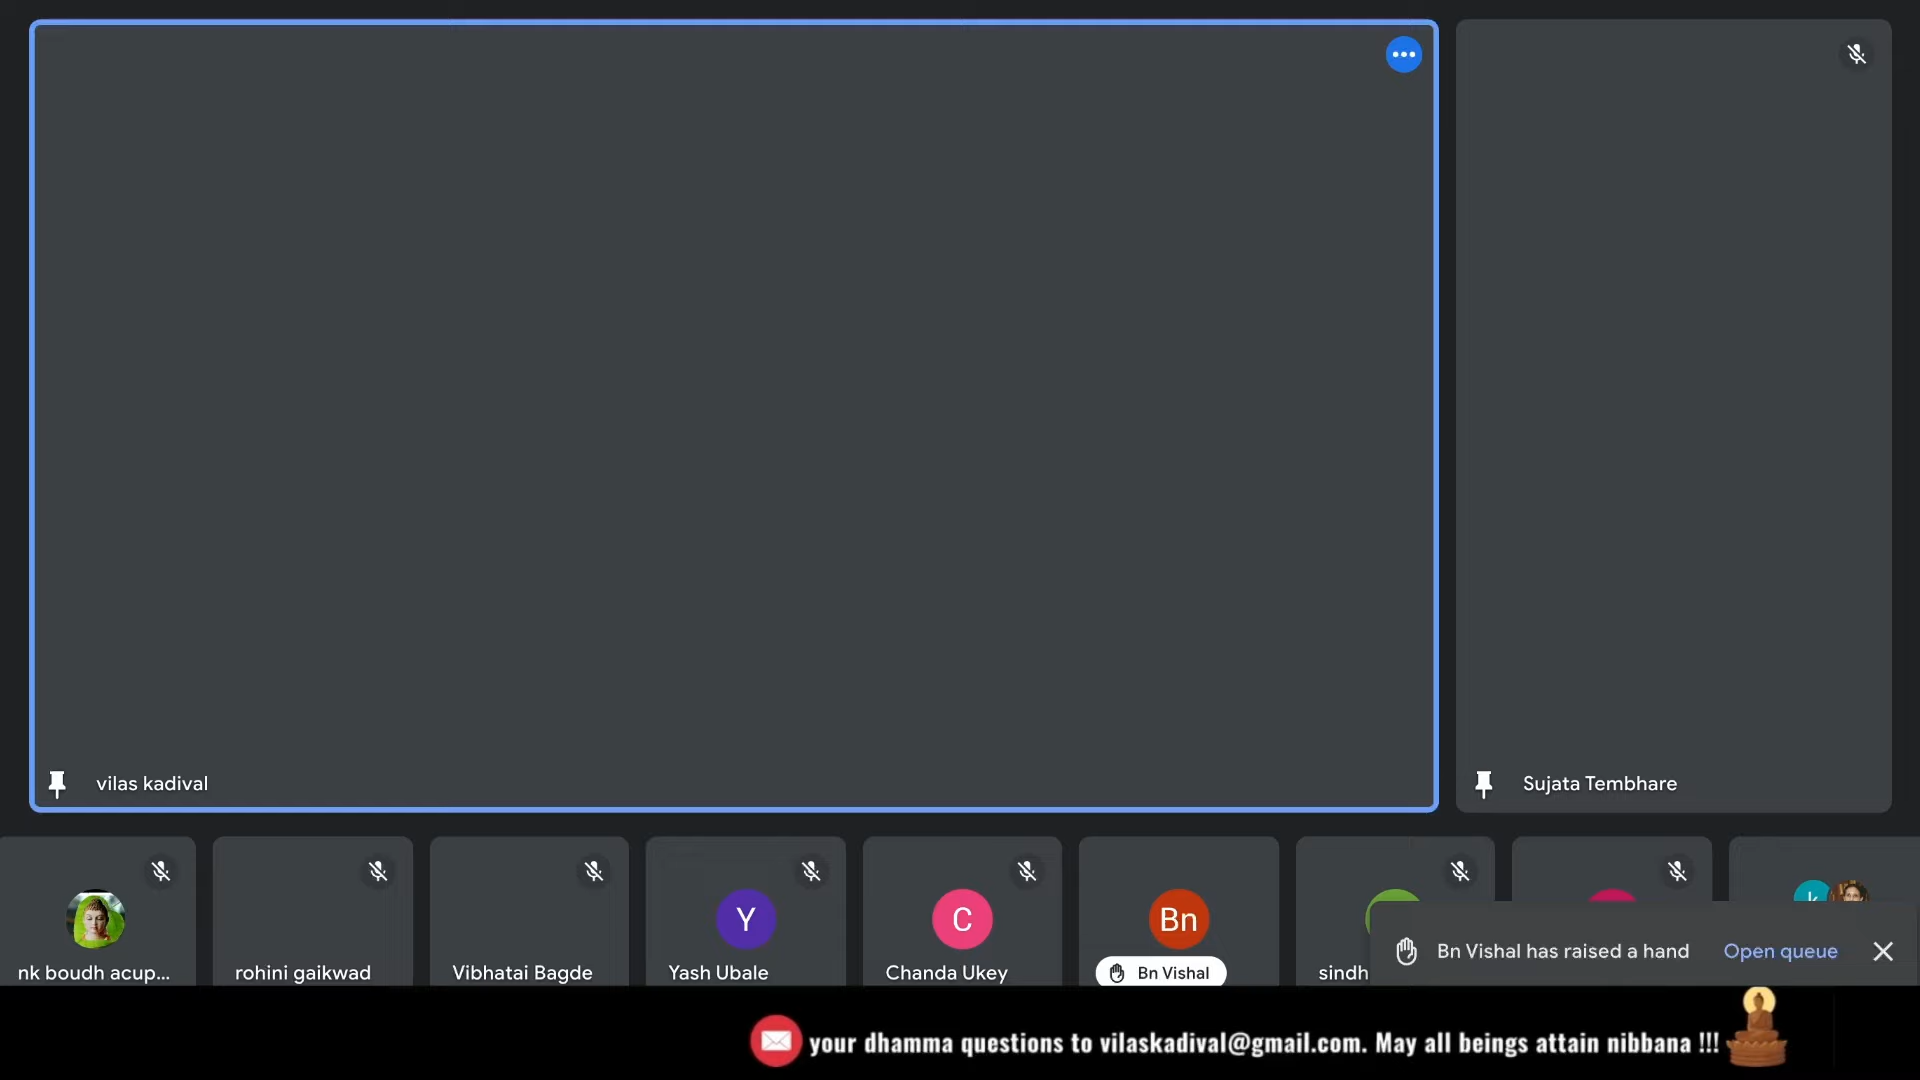 vilas kadival
Sujata Tembhare
nk boudh acup...
rohini gaikwad
Vibhatai Bagde
Y
Yash Ubale
C
Chanda Ukey
Bn
Bn Vishal
sindh
k
Bn Vishal has raised a hand
Open queue
your dhamma questions to vilaskadival@gmail.com. May all beings attain nibbana !!!